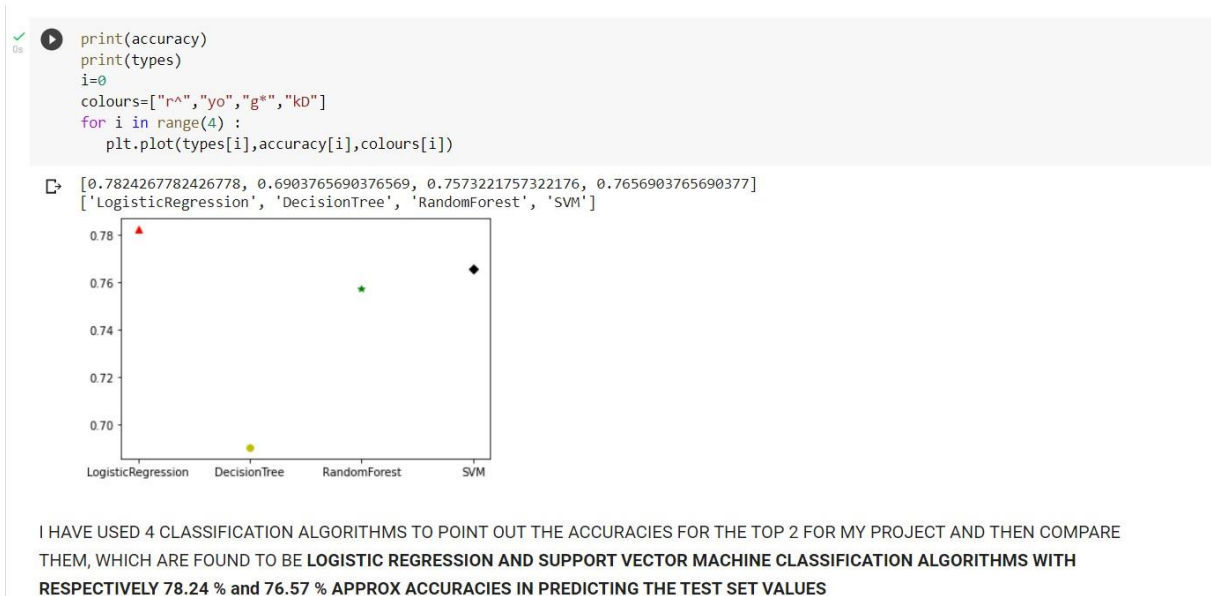 print(accuracy)
0s
print(types)
i=0
colours=["r^","yo","g*","kD"]
for i in range(4) :
plt.plot(types[i],accuracy[i],colours[i])
[0.7824267782426778, 0.6903765690376569, 0.7573221757322176, 0.7656903765690377]
['LogisticRegression', 'DecisionTree', 'RandomForest', 'SVM']
0.78
0.76
0.74
0.72
0.70
LogisticRegression DecisionTree RandomForest SVM
I HAVE USED 4 CLASSIFICATION ALGORITHMS TO POINT OUT THE ACCURACIES FOR THE TOP 2 FOR MY PROJECT AND THEN COMPARE
THEM, WHICH ARE FOUND TO BE LOGISTIC REGRESSION AND SUPPORT VECTOR MACHINE CLASSIFICATION ALGORITHMS WITH
RESPECTIVELY 78.24 % and 76.57 % APPROX ACCURACIES IN PREDICTING THE TEST SET VALUES